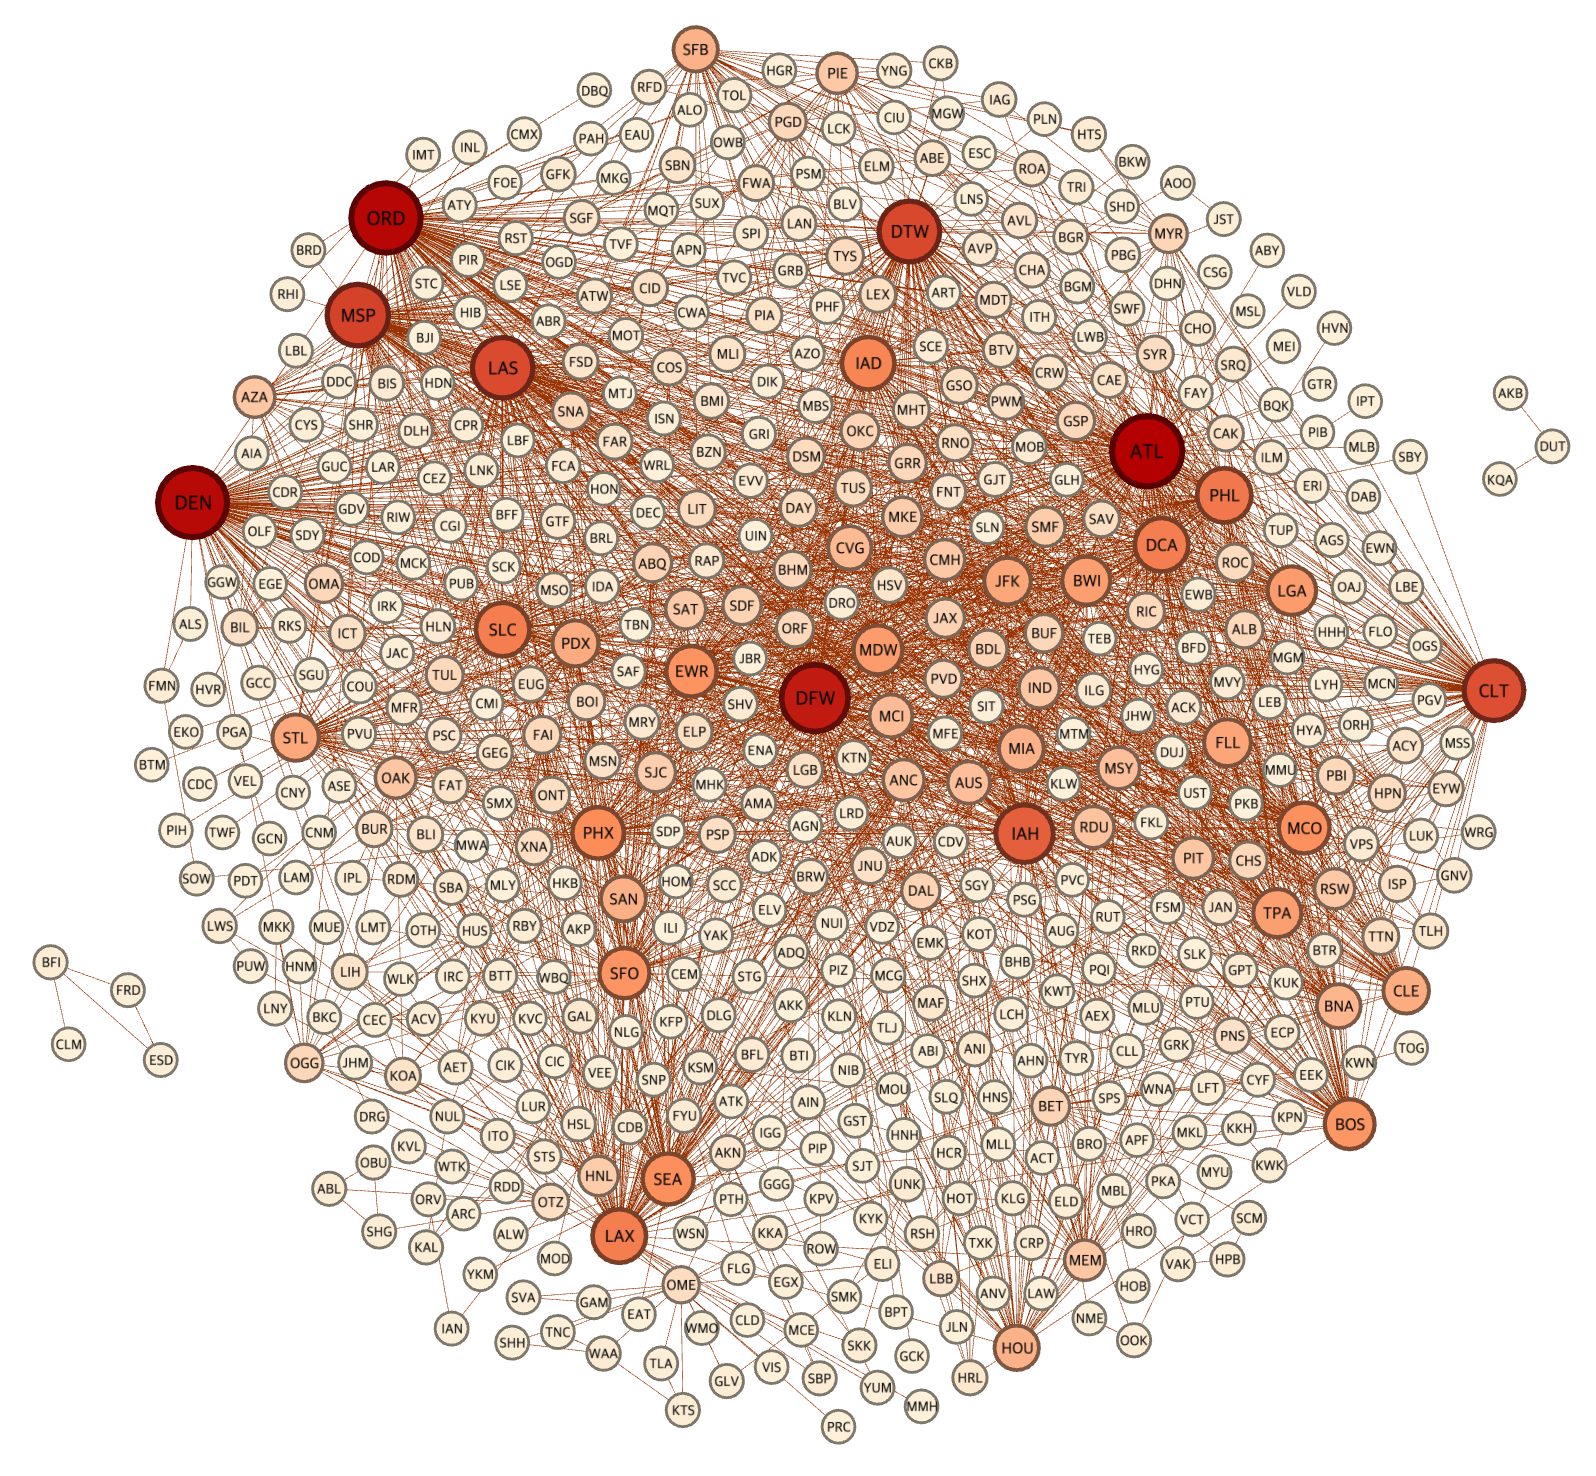 SFB
PIE
HGR
YNG
CKB
DBQ
RFD
TOL
IAG
ALO
PGD
LCK
CIU
MGW
PLN
HTS
CMX
PAH
EAU
OWB
INL
IMT
SBN
ELM
ABE
ESC
ROA
BKW
FOE
GFK
MKG
FWA
PSM
TRI
AOO
ORD
ATY
SGF
MQT
SUX
BLV
LNS
AVL
SHD
JST
DTW
MYR
RST
TVF
SPI
LAN
BGR
BRD
PIR
OGD
APN
TYS
AVP
PBG
ABY
STC
LSE
ATW
CID
TVC
GRB
CHA
CSG
DHN
RHI
LEX
ART
MDT
BGM
VLD
MSP
HIB
ABR
CWA
PIA
PHF
ITH
SWF
MSL
HVN
BJI
MOT
LWB
CHO
LBL
LAS
FSD
COS
MLI
AZO
IAD
SCE
BTV
SYR
SRQ
MEI
AZA
DDC
BIS
HDN
MTJ
DIK
GSO
CRW
CAE
GTR
AKB
CYS
SHR
DLH
CPR
SNA
ISN
BMI
MBS
MHT
PWM
GSP
FAY
BQK
IPT
AIA
LBF
FAR
GRI
OKC
RNO
MOB
ATL
CAK
PIB
MLB
DUT
GUC
LAR
CEZ
LNK
FCA
WRL
BZN
DSM
GRR
ILM
SBY
KQA
DEN
CDR
GDV
RIW
HON
EVV
TUS
FNT
GJT
GLH
PHL
ERI
DAB
OLF
SDY
CGI
BFF
GTF
DEC
LIT
DAY
MKE
SLN
SMF
SAV
TUP
AGS
EWN
COD
MCK
SCK
BRL
UIN
CVG
CMH
DCA
ROC
GGW
EGE
OMA
PUB
MSO
IDA
ABQ
RAP
BHM
HSV
JFK
BWI
LGA
OAJ
LBE
ALS
BIL
RKS
ICT
IRK
HLN
SLC
TBN
SAT
SDF
DRO
ORF
JAX
RIC
EWB
ALB
HHH
FLO
OGS
PDX
BUF
TEB
BFD
MGM
JAC
SAF
JBR
MDW
BDL
FMN
HVR
GCC
SGU
COU
TUL
EUG
EWR
DFW
PVD
IND
ILG
HYG
MVY
LYH
MCN
CLT
PGV
EKO
PGA
STL
PVU
MFR
CMI
BOI
SHV
MCI
SIT
JHW
ACK
LEB
HYA
ORH
PSC
FAI
MRY
ELP
MFE
MIA
MTM
DUJ
FLL
ACY
MSS
BTM
CDC
VEL
CNY
ASE
OAK
FAT
GEG
MSN
SJC
ENA
LGB
KTN
ANC
AUS
KLW
MSY
MMU
PBI
HPN
EYW
PIH
TWF
GCN
CNM
BUR
BLI
SMX
ONT
MHK
AMA
LRD
UST
PKB
PHX
SDP
PSP
AGN
AUK
CDV
IAH
RDU
FKL
MCO
VPS
LUK
WRG
SOW
PDT
LAM
IPL
RDM
MWA
XNA
ADK
JNU
PIT
CHS
SBA
MLY
HKB
HOM
SCC
BRW
DAL
SGY
PVC
RSW
ISP
GNV
SAN
ELV
PSG
FSM
JAN
LWS
MKK
MUE
LMT
OTH
HUS
RBY
AKP
ILI
YAK
NUI
VDZ
EMK
KOT
AUG
RUT
TPA
TTN
TLH
BFI
FRD
PUW
HNM
LIH
WLK
IRC
BTT
WBQ
SFO
CEM
STG
ADQ
PIZ
MCG
SHX
BHB
PQI
RKD
SLK
GPT
BTR
KUK
CLE
LNY
BKC
CEC
ACV
KYU
KVC
GAL
NLG
KFP
DLG
AKK
KLN
TLJ
MAF
LCH
KWT
AEX
MLU
PTU
PNS
ECP
BNA
CLM
ESD
OGG
JHM
KOA
AET
CIK
CIC
VEE
SNP
KSM
BFL
BTI
NIB
ABI
ANI
AHN
TYR
CLL
GRK
EEK
KWN
TOG
DRG
NUL
LUR
HSL
CDB
FYU
ATK
AIN
GST
MOU
SLQ
HNS
BET
SPS
WNA
LFT
CYF
KPN
BOS
OBU
KVL
WTK
ITO
STS
HNL
SEA
AKN
IGG
PIP
SJT
HNH
HCR
MLL
ACT
BRO
APF
MKL
KKH
KWK
ABL
ORV
RDD
OTZ
PTH
GGG
KPV
UNK
HOT
KLG
ELD
MBL
PKA
MYU
SHG
KAL
ARC
ALW
LAX
WSN
KKA
KYK
RSH
TXK
CRP
HRO
VCT
SCM
MOD
ROW
MEM
HPB
YKM
OME
FLG
EGX
ELI
LBB
VAK
HOB
SVA
GAM
EAT
SMK
BPT
ANV
LAW
IAN
SHH
TNC
WAA
WMO
CLD
MCE
SKK
JLN
NME
OOK
TLA
GLV
VIS
SBP
GCK
HOU
KTS
YUM
HRL
MMH
PRC